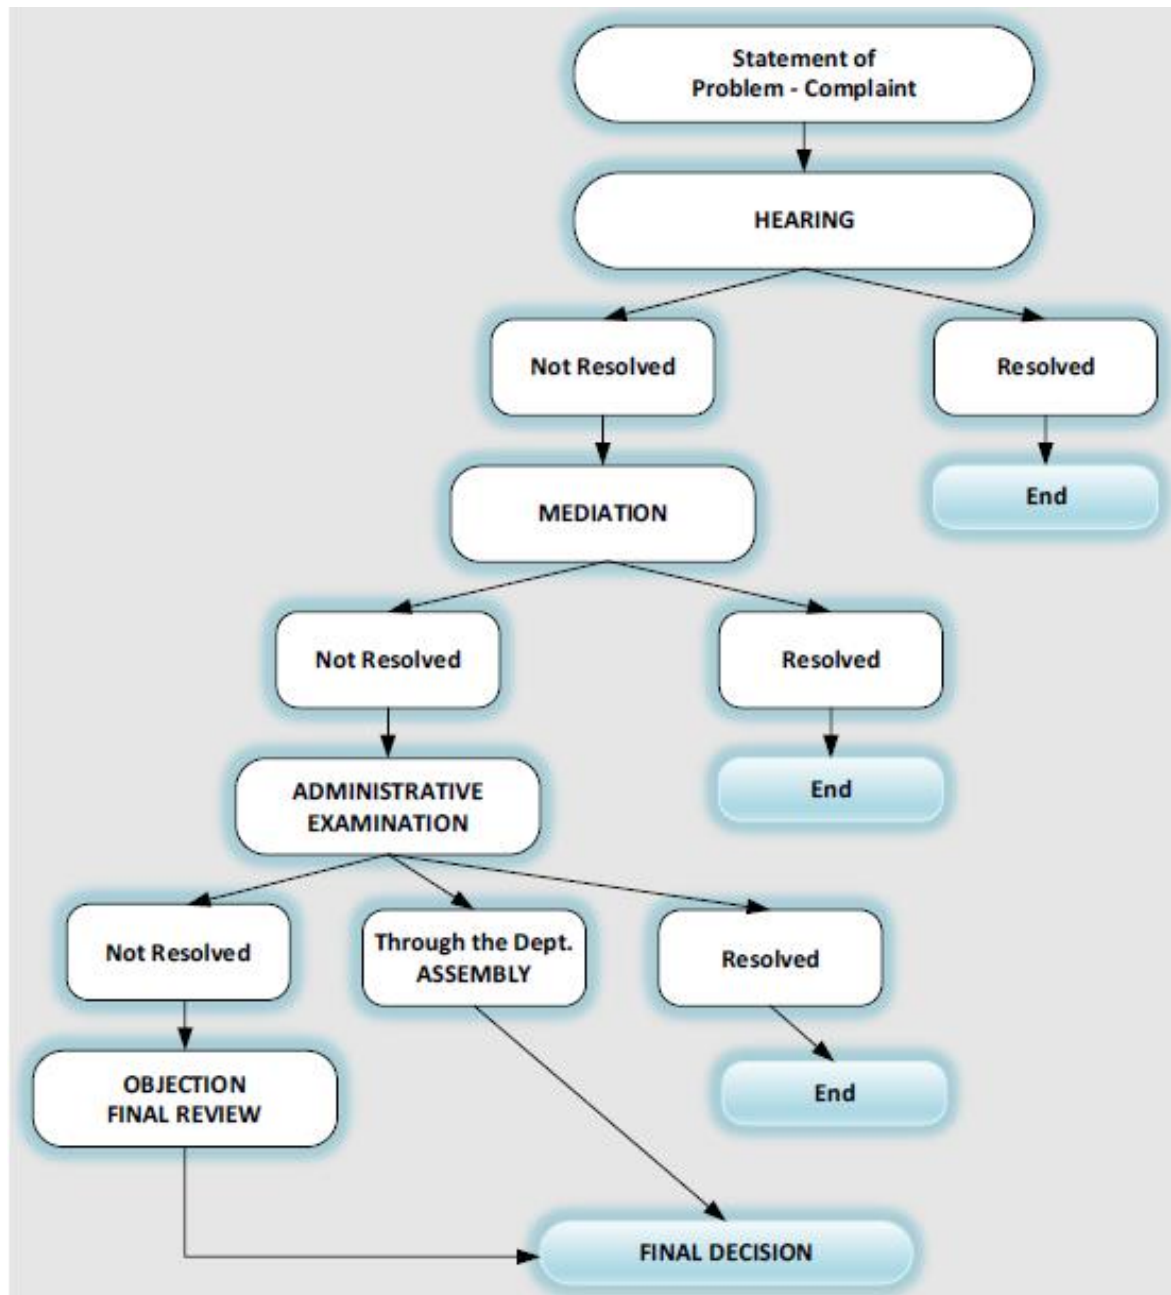 Statement of
Problem - Complaint
HEARING
Not Resolved
Resolved
MEDIATION
End
Not Resolved
Resolved
ADMINISTRATIVE
EXAMINATION
End
Not Resolved
Through the Dept.
ASSEMBLY
Resolved
OBJECTION
FINAL REVIEW
End
FINAL DECISION